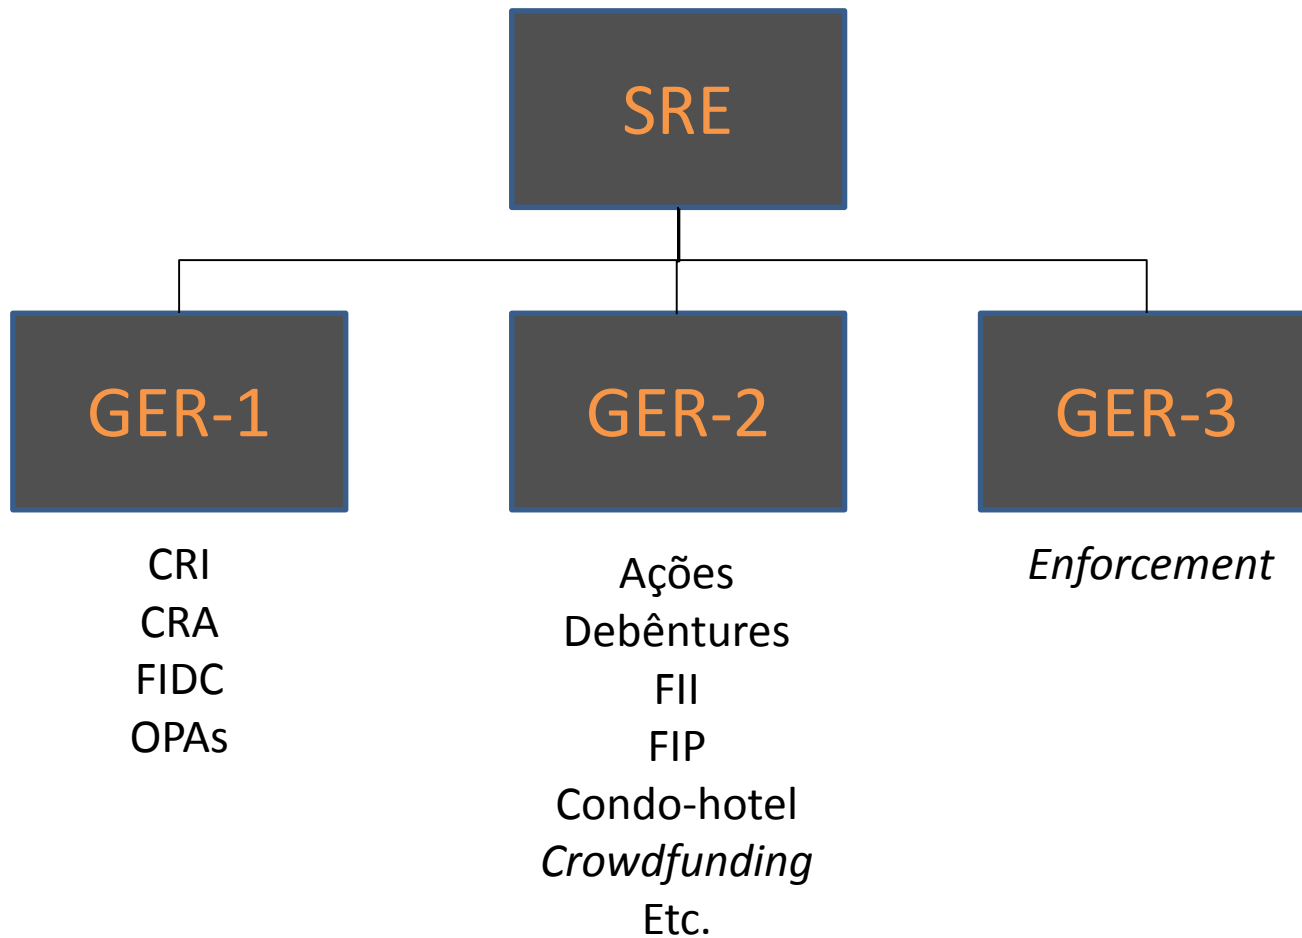 SRE
GER-1
GER-2
GER-3
CRI
CRA
FIDC
OPAs
Ações
Debêntures
FII
FIP
Condo-hotel
Crowdfunding
Etc.
Enforcement